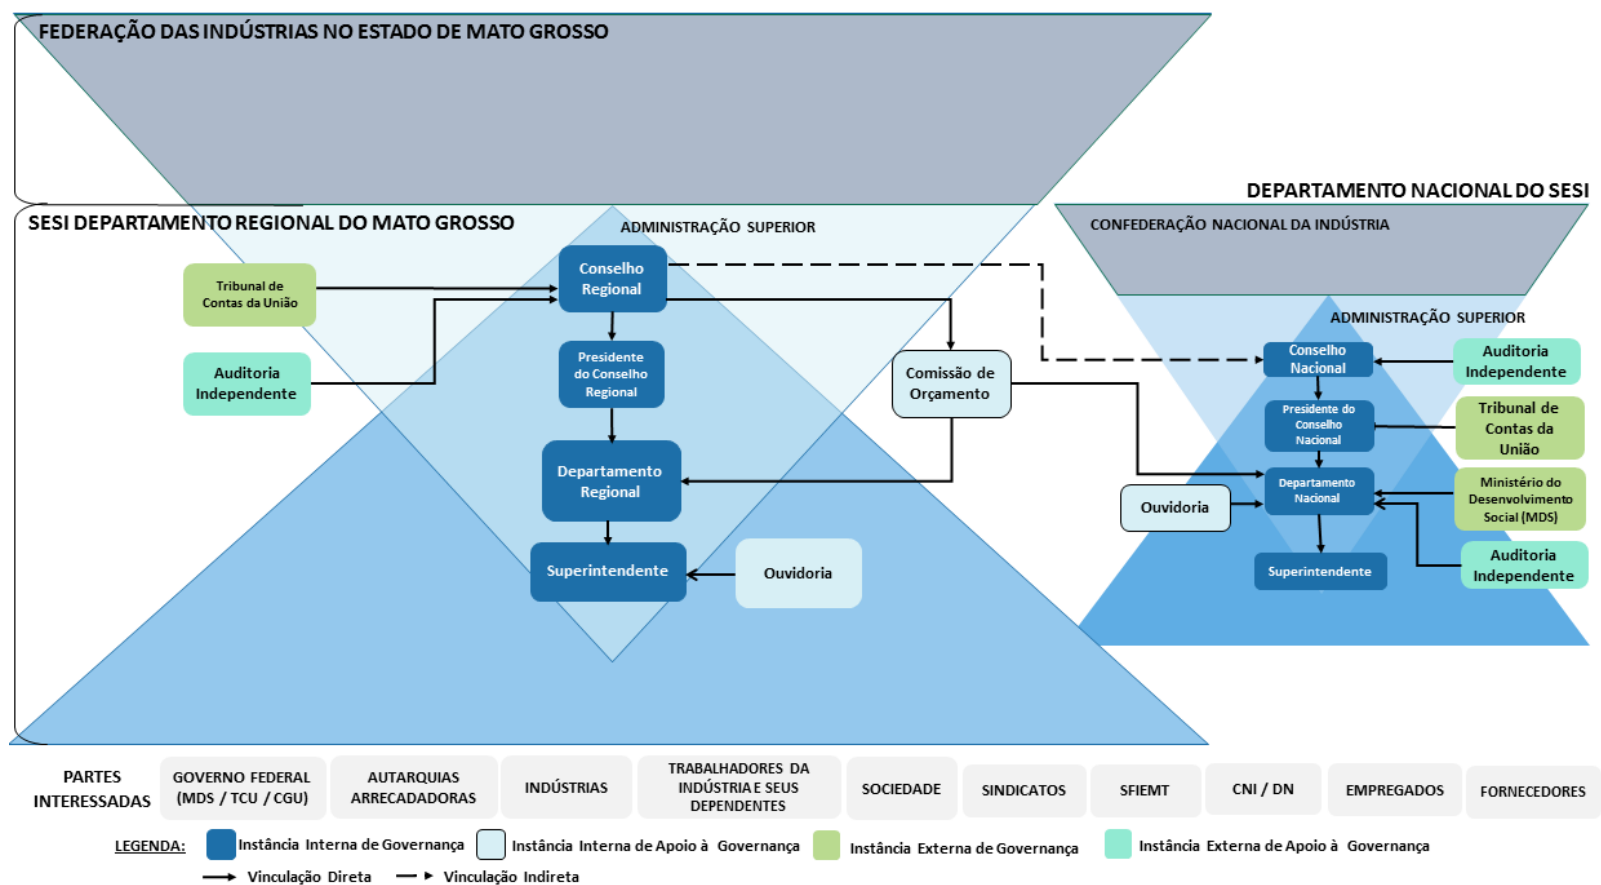 FEDERAÇÃO DAS INDÚSTRIAS NO ESTADO DE MATO GROSSO
SESI DEPARTAMENTO REGIONAL DO MATO GROSSO
ADMINISTRAÇÃO SUPERIOR
Conselho
Regional
Tribunal de
Contas da União
Presidente
do Conselho
Regional
Auditoria
Independente
Comissão de
Orçamento
Departamento
Regional
Superintendente
Ouvidoria
DEPARTAMENTO NACIONAL DO SESI
CONFEDERAÇÃO NACIONAL DA INDÚSTRIA
ADMINISTRAÇÃO SUPERIOR
Conselho
Nacional
Auditoria
Independente
Presidente do
Conselho
Nacional
Tribunal de
Contas da
União
Departamento
Nacional
Ouvidoria
Ministério do
Desenvolvimento
Social (MDS)
Superintendente
Auditoria
Independente
PARTES
INTERESSADAS
GOVERNO FEDERAL
(MDS / TCU / CGU)
AUTARQUIAS
ARRECADADORAS
INDÚSTRIAS
TRABALHADORES DA
INDÚSTRIA E SEUS
DEPENDENTES
SOCIEDADE
SINDICATOS
SFIEMT
CNI / DN
EMPREGADOS
FORNECEDORES
LEGENDA:
Instância Interna de Governança
Instância Interna de Apoio à Governança
Instância Externa de Governança
Instância Externa de Apoio à Governança
Vinculação Direta
Vinculação Indireta